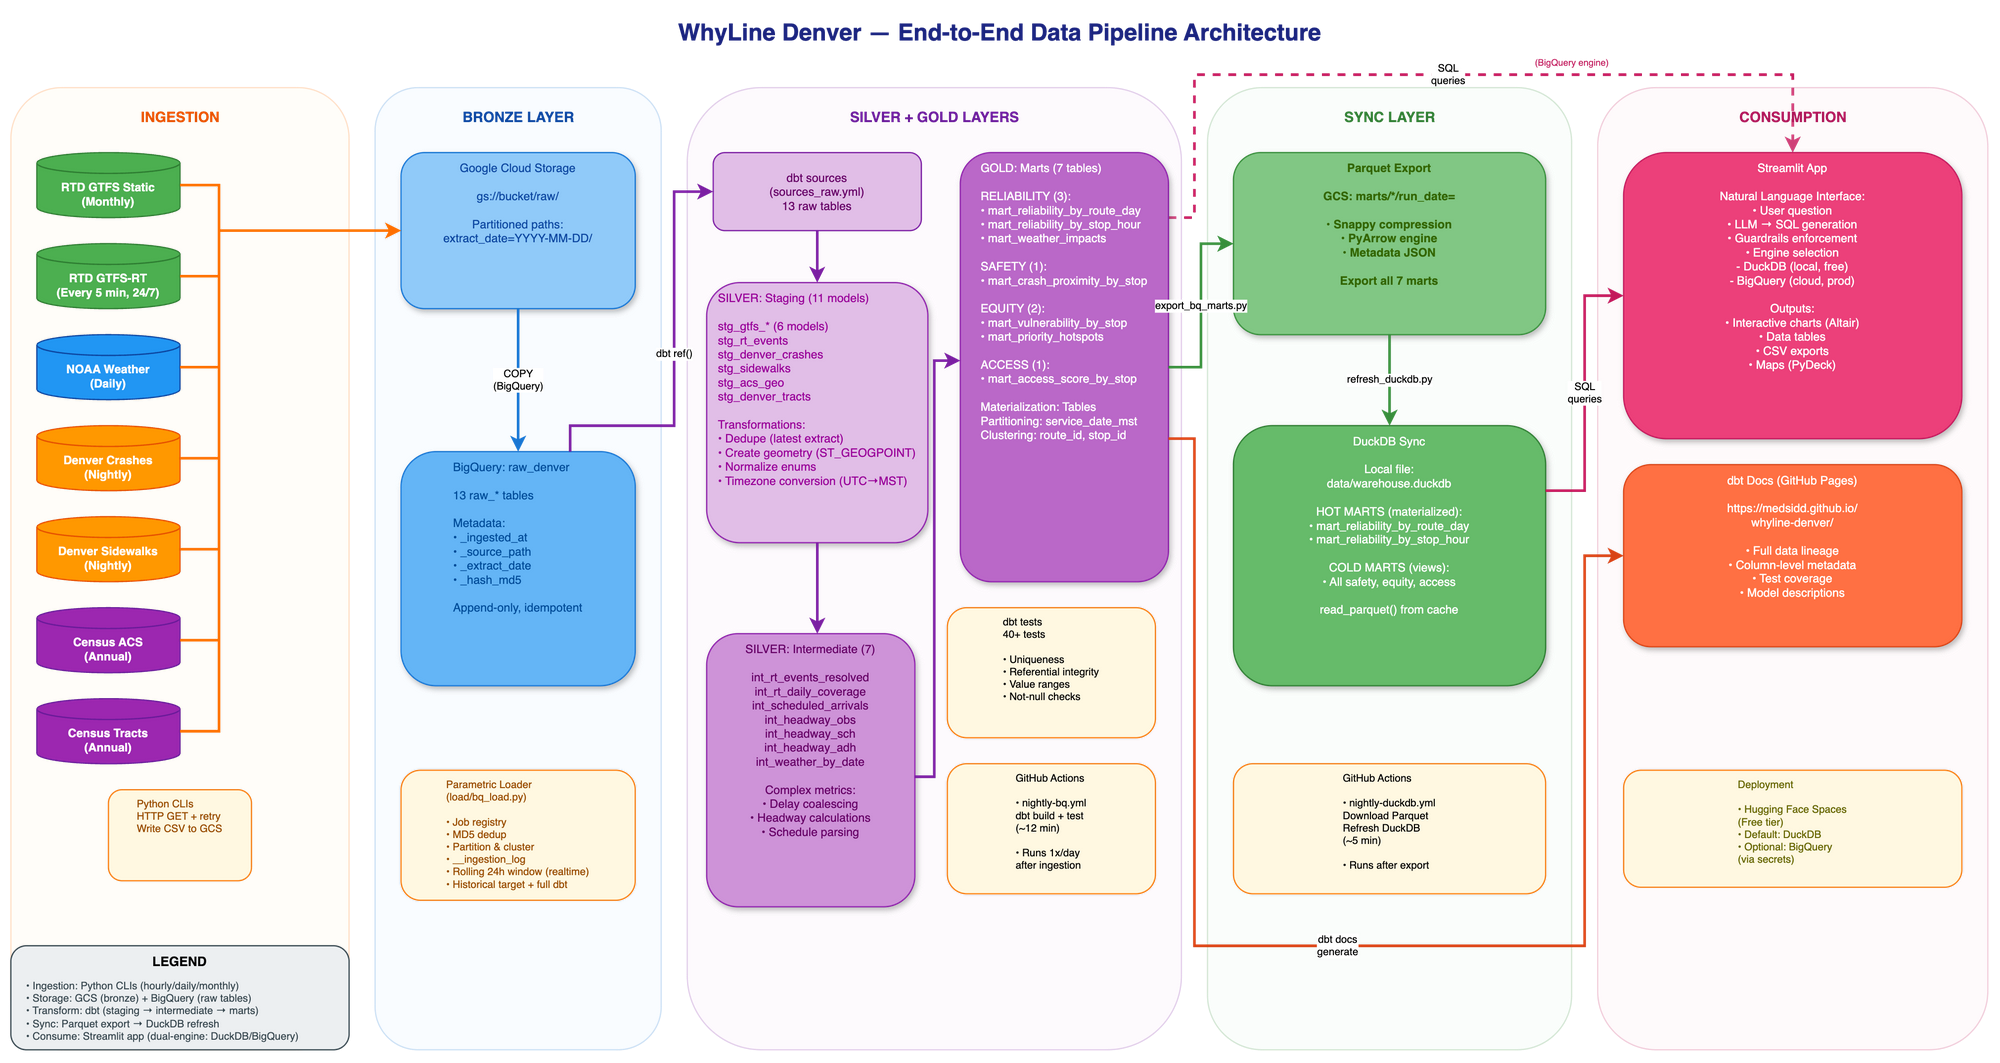 WhyLine Denver — End-to-End Data Pipeline Architecture
INGESTION
RTD GTFS Static
(Monthly)
RTD GTFS-RT
(Every 5 min, 24/7)
NOAA Weather
(Daily)
Denver Crashes
(Nightly)
Denver Sidewalks
(Nightly)
Census ACS
(Annual)
Census Tracts
(Annual)
Python CLIs
HTTP GET + retry
Write CSV to GCS
LEGEND
• Ingestion: Python CLIs (hourly/daily/monthly)
• Storage: GCS (bronze) + BigQuery (raw tables)
• Transform: dbt (staging → intermediate → marts)
• Sync: Parquet export → DuckDB refresh
• Consume: Streamlit app (dual-engine: DuckDB/BigQuery)
BRONZE LAYER
Google Cloud Storage
gs://bucket/raw/
Partitioned paths:
extract_date=YYYY-MM-DD/
COPY
(BigQuery)
BigQuery: raw_denver
13 raw_* tables
Metadata:
• _ingested_at
• _source_path
• _extract_date
• _hash_md5
Append-only, idempotent
Parametric Loader
(load/bq_load.py)
• Job registry
• MD5 dedup
• Partition & cluster
• __ingestion_log
• Rolling 24h window (realtime)
• Historical target + full dbt
dbt ref()
SILVER + GOLD LAYERS
dbt sources
(sources_raw.yml)
13 raw tables
SILVER: Staging (11 models)
stg_gtfs_* (6 models)
stg_rt_events
stg_denver_crashes
stg_sidewalks
stg_acs_geo
stg_denver_tracts
Transformations:
• Dedupe (latest extract)
• Create geometry (ST_GEOGPOINT)
• Normalize enums
• Timezone conversion (UTC→MST)
SILVER: Intermediate (7)
int_rt_events_resolved
int_rt_daily_coverage
int_scheduled_arrivals
int_headway_obs
int_headway_sch
int_headway_adh
int_weather_by_date
Complex metrics:
• Delay coalescing
• Headway calculations
• Schedule parsing
GOLD: Marts (7 tables)
RELIABILITY (3):
• mart_reliability_by_route_day
• mart_reliability_by_stop_hour
• mart_weather_impacts
SAFETY (1):
• mart_crash_proximity_by_stop
EQUITY (2):
• mart_vulnerability_by_stop
• mart_priority_hotspots
ACCESS (1):
• mart_access_score_by_stop
Materialization: Tables
Partitioning: service_date_mst
Clustering: route_id, stop_id
dbt tests
40+ tests
• Uniqueness
• Referential integrity
• Value ranges
• Not-null checks
GitHub Actions
• nightly-bq.yml
dbt build + test
(~12 min)
• Runs 1x/day
after ingestion
export_bq_marts.py
SQL
queries
(BigQuery engine)
SYNC LAYER
Parquet Export
GCS: marts/*/run_date=
• Snappy compression
• PyArrow engine
• Metadata JSON
Export all 7 marts
refresh_duckdb.py
DuckDB Sync
Local file:
data/warehouse.duckdb
HOT MARTS (materialized):
• mart_reliability_by_route_day
• mart_reliability_by_stop_hour
COLD MARTS (views):
• All safety, equity, access
read_parquet() from cache
GitHub Actions
• nightly-duckdb.yml
Download Parquet
Refresh DuckDB
(~5 min)
• Runs after export
dbt docs
generate
SQL
queries
CONSUMPTION
Streamlit App
Natural Language Interface:
• User question
• LLM → SQL generation
• Guardrails enforcement
• Engine selection
- DuckDB (local, free)
- BigQuery (cloud, prod)
Outputs:
• Interactive charts (Altair)
• Data tables
• CSV exports
• Maps (PyDeck)
dbt Docs (GitHub Pages)
https://medsidd.github.io/
whyline-denver/
• Full data lineage
• Column-level metadata
• Test coverage
• Model descriptions
Deployment
• Hugging Face Spaces
(Free tier)
• Default: DuckDB
• Optional: BigQuery
(via secrets)